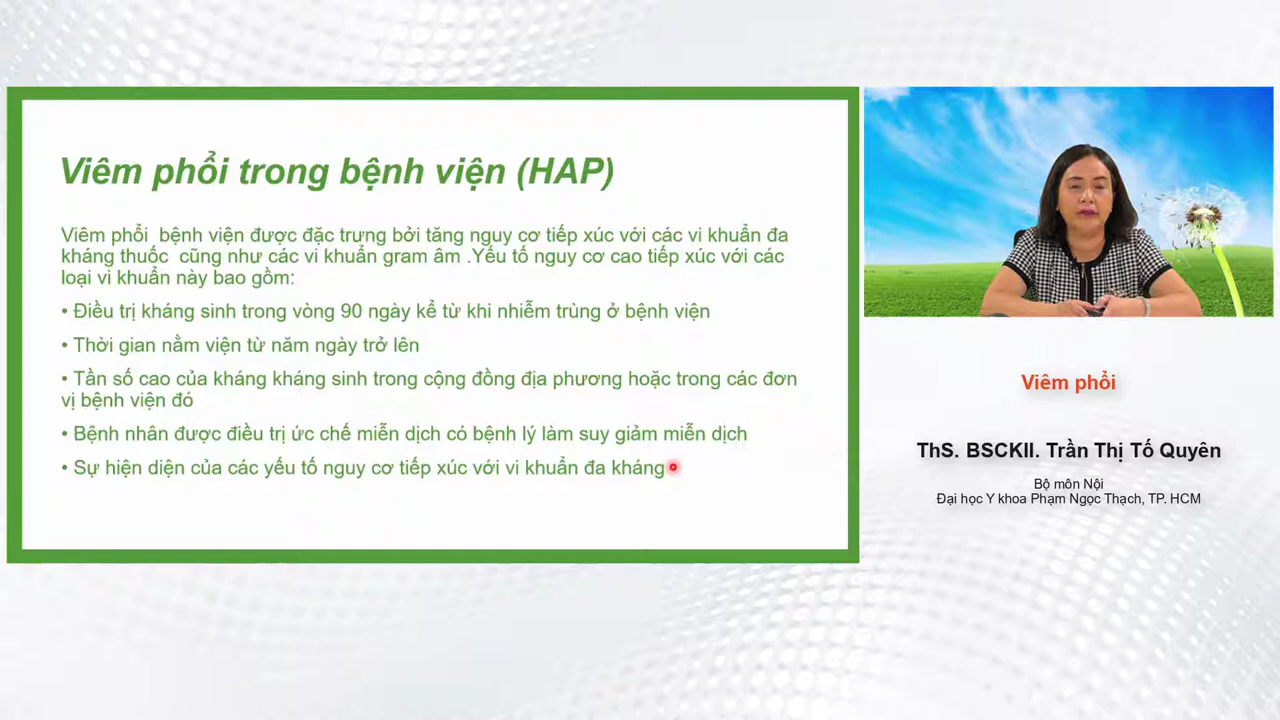 Viêm phổi trong bệnh viện (HAP)
Viêm phổi bệnh viện được đặc trưng bởi tăng nguy cơ tiếp xúc với các vi khuẩn đa
kháng thuốc cũng như các vi khuẩn gram âm .Yếu tố nguy cơ cao tiếp xúc với các
loại vi khuẩn này bao gồm:
• Điều trị kháng sinh trong vòng 90 ngày kể từ khi nhiễm trùng ở bệnh viện
• Thời gian nằm viện từ năm ngày trở lên
• Tần số cao của kháng kháng sinh trong cộng đồng địa phương hoặc trong các đơn
vị bệnh viện đó
• Bệnh nhân được điều trị ức chế miễn dịch có bệnh lý làm suy giảm miễn dịch
• Sự hiện diện của các yếu tố nguy cơ tiếp xúc với vi khuẩn đa kháng
Viêm phổi
ThS. BSCKII. Trần Thị Tố Quyên
Bộ môn Nội
Đại học Y khoa Phạm Ngọc Thạch, TP. HCM